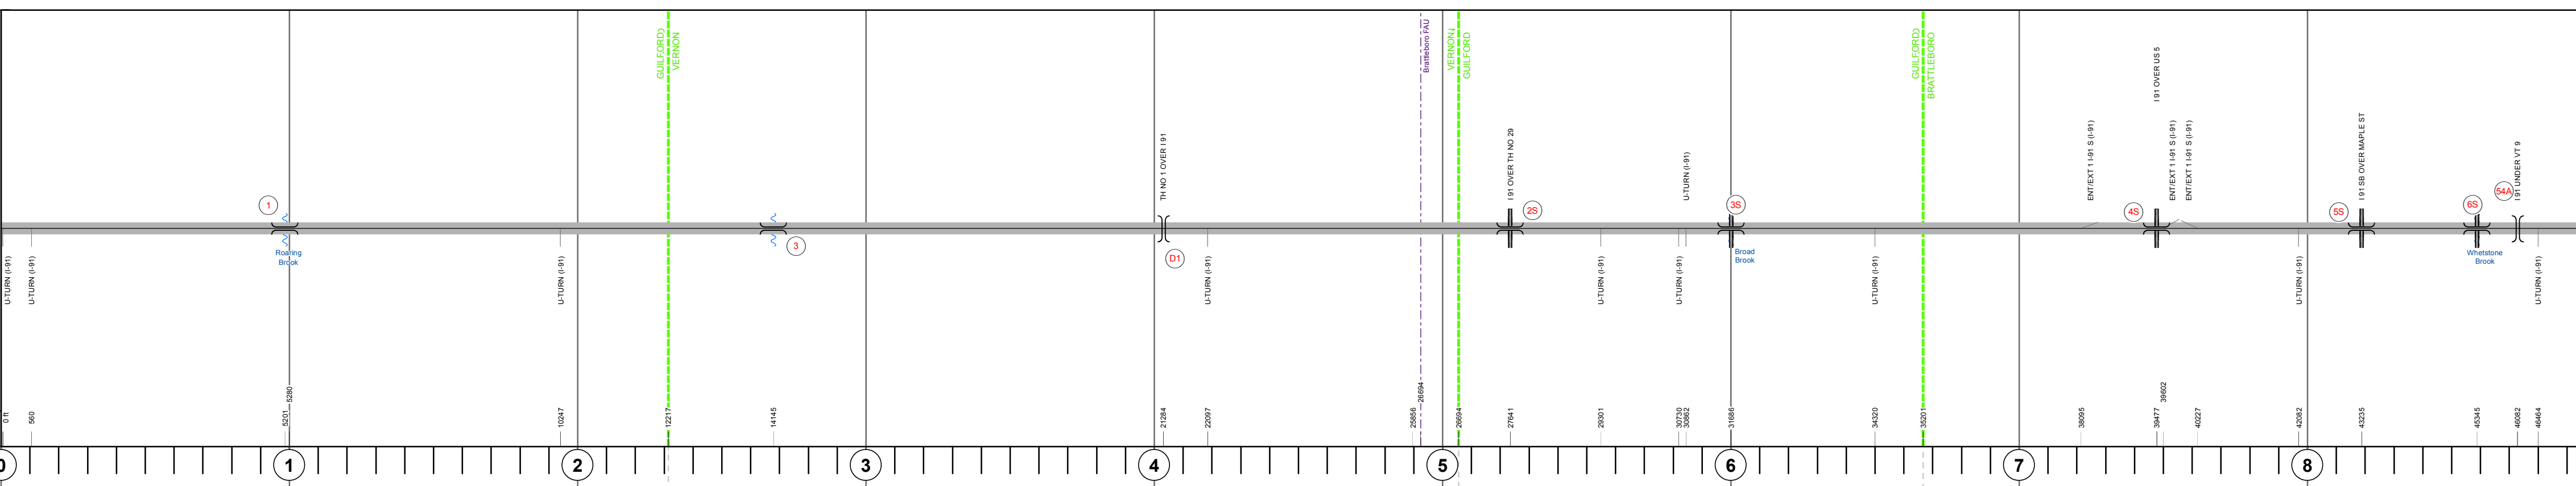 GUILFORD
VERNON
Brattleboro FAU
VERNON
GUILFORD
GUILFORD
BRATTLEBORO
I 91 OVER US 5
TH NO 1 OVER I 91
I 91 OVER TH NO 29
U-TURN (I-91)
ENT/EXT 1 I-91 S (I-91)
ENT/EXT 1 I-91 S (I-91)
ENT/EXT 1 I-91 S (I-91)
I 91 SB OVER MAPLE ST
I 91 UNDER VT 9
1
3
D1
2S
3S
4S
5S
6S
54A
Roaring
Brook
Broad
Brook
Whetstone
Brook
U-TURN (I-91)
U-TURN (I-91)
U-TURN (I-91)
U-TURN (I-91)
U-TURN (I-91)
U-TURN (I-91)
U-TURN (I-91)
U-TURN (I-91)
U-TURN (I-91)
0 ft
560
5201
5280
10247
12217
14145
21284
22097
25856
26694
26694
27641
29301
30730
30862
31686
34320
35201
38095
39477
39602
40227
42082
43235
45345
46082
46464
0
1
2
3
4
5
6
7
8